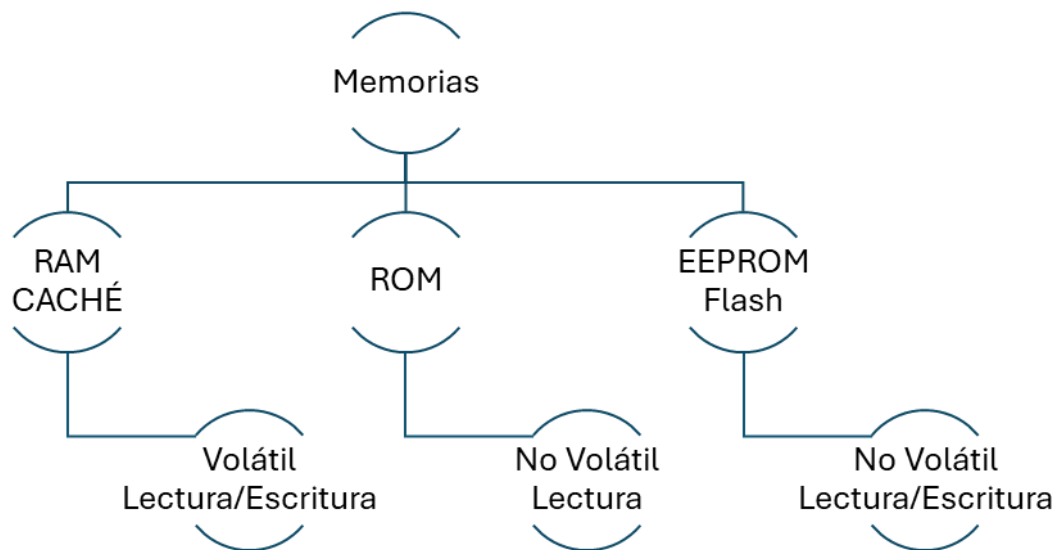 Memorias
RAM
CACHÉ
ROM
EEPROM
Flash
Volátil
Lectura/Escritura
No Volátil
Lectura
No Volátil
Lectura/Escritura